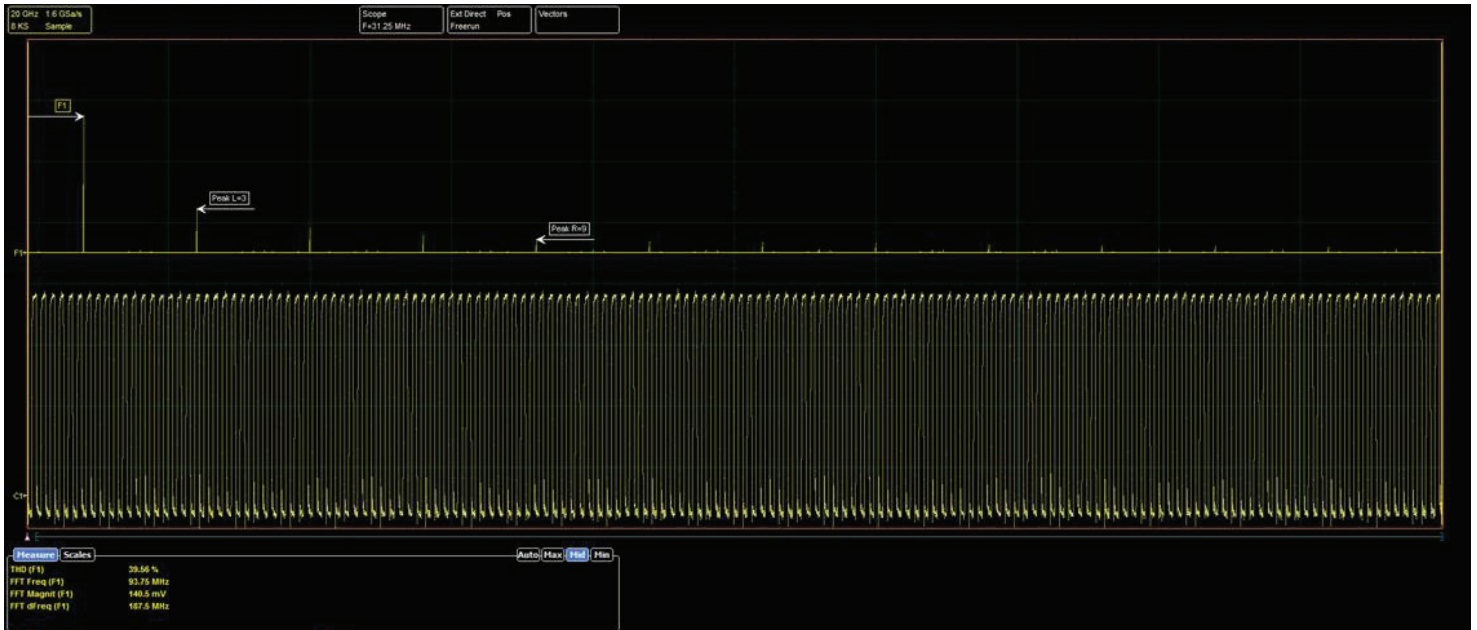 20 GHz 1.6 GSa/s
8 KS Sample
Scope
F=31.25 MHz
Ext Direct Pos
Freerun
Vectors
F1
Peak L=3
Peak R=9
F1
C1
Measure Scales
Auto Max Mid Min
THD (F1) 39.56 %
FFT Freq (F1) 93.75 MHz
FFT Magnit (F1) 140.5 mV
FFT dFreq (F1) 187.5 MHz